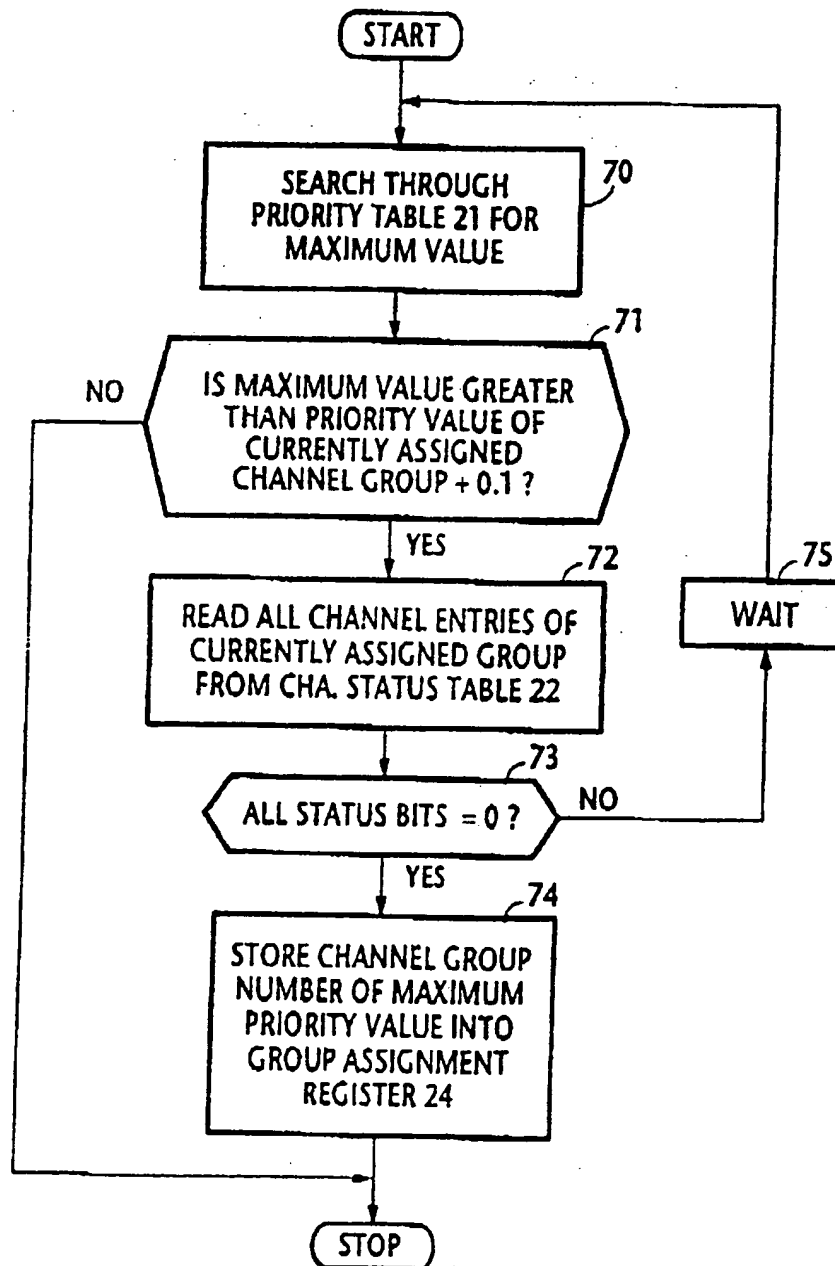 START
SEARCH THROUGH
PRIORITY TABLE 21 FOR
MAXIMUM VALUE
70
71
NO
IS MAXIMUM VALUE GREATER
THAN PRIORITY VALUE OF
CURRENTLY ASSIGNED
CHANNEL GROUP + 0.1 ?
YES
72
75
READ ALL CHANNEL ENTRIES OF
CURRENTLY ASSIGNED GROUP
FROM CHA. STATUS TABLE 22
WAIT
73
ALL STATUS BITS = 0 ?
NO
YES
74
STORE CHANNEL GROUP
NUMBER OF MAXIMUM
PRIORITY VALUE INTO
GROUP ASSIGNMENT
REGISTER 24
STOP